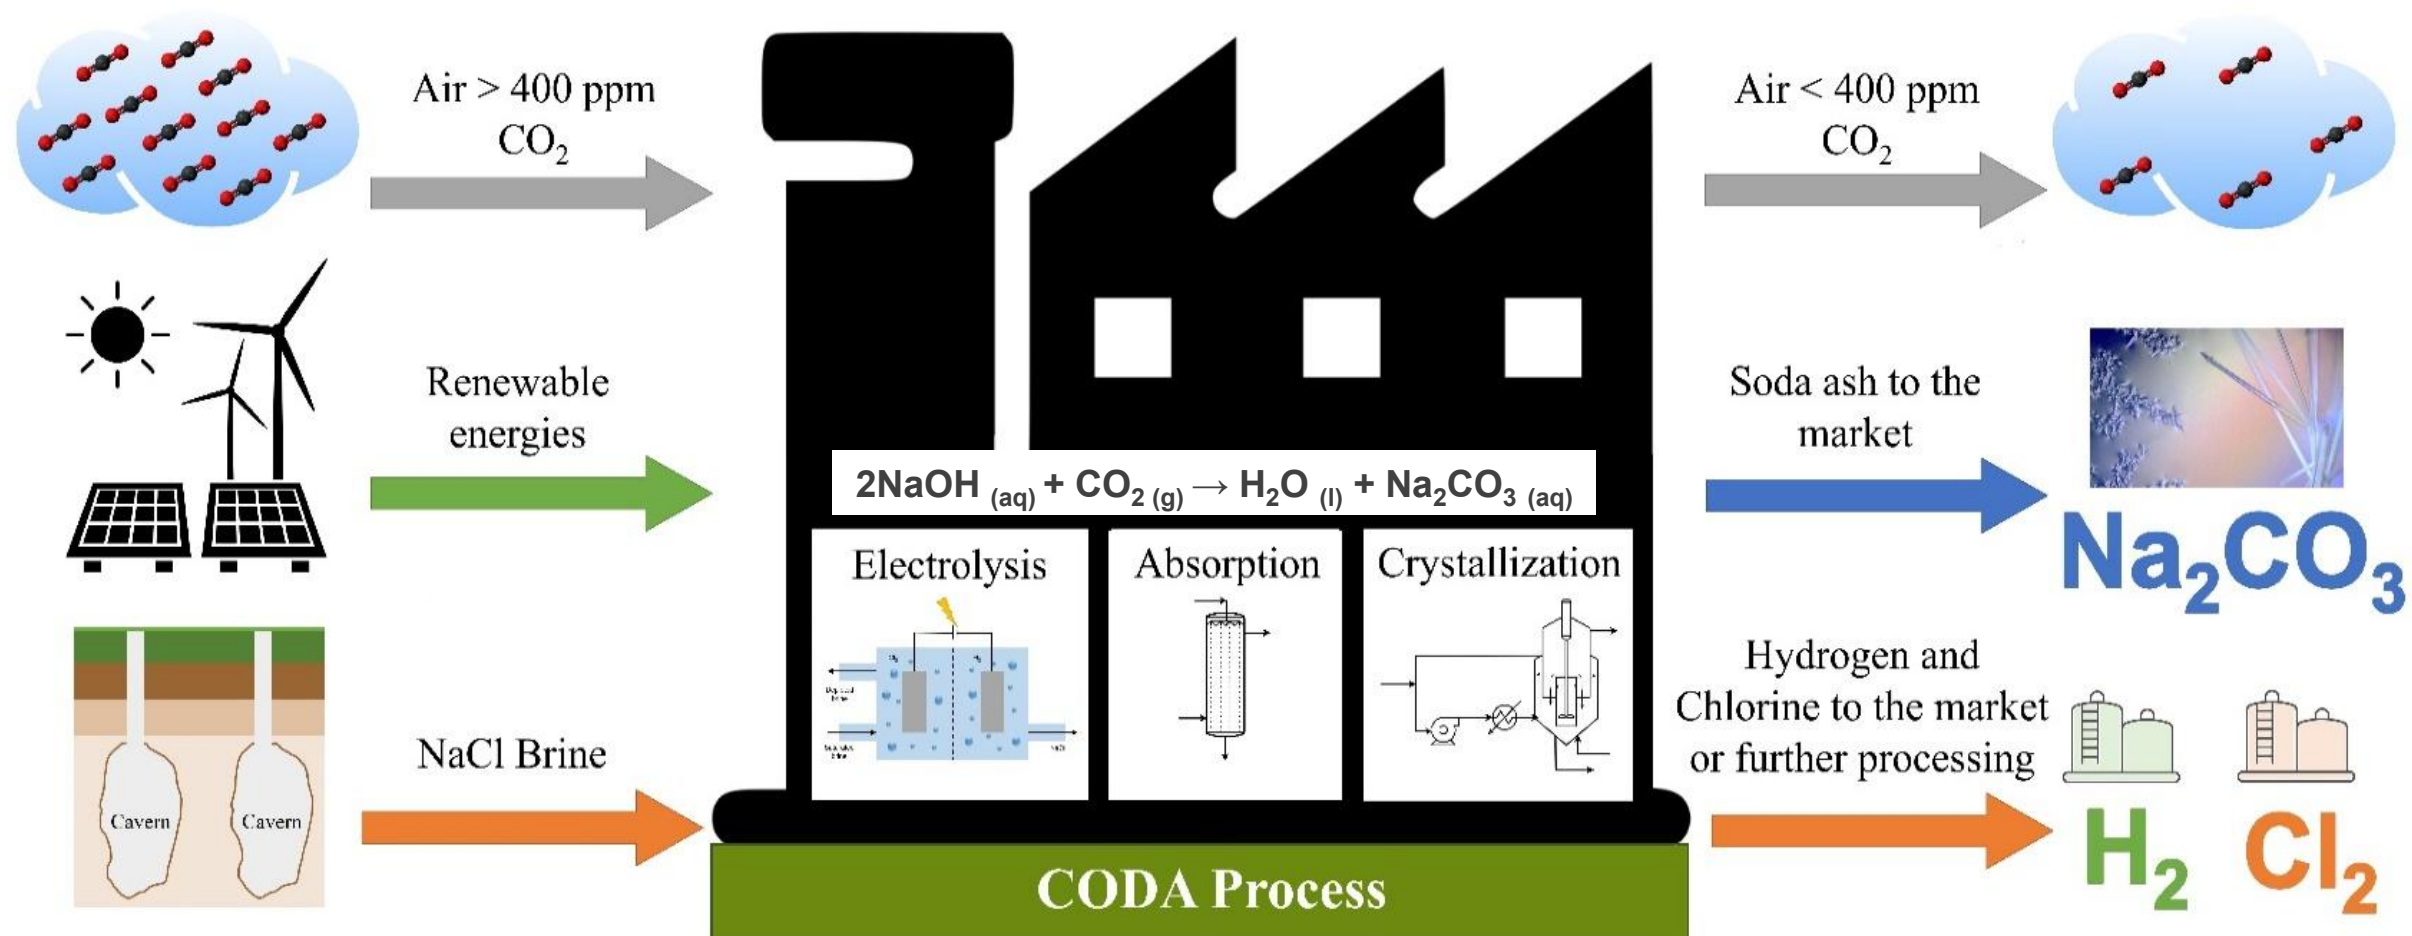 Air > 400 ppm
CO₂
Air < 400 ppm
CO₂
Renewable
energies
Soda ash to the
market
2NaOH (aq) + CO₂ (g) → H₂O (l) + Na₂CO₃ (aq)
Na₂CO₃
Electrolysis
Absorption
Crystallization
NaCl Brine
Cavern
Cavern
Hydrogen and
Chlorine to the market
or further processing
H₂
Cl₂
CODA Process